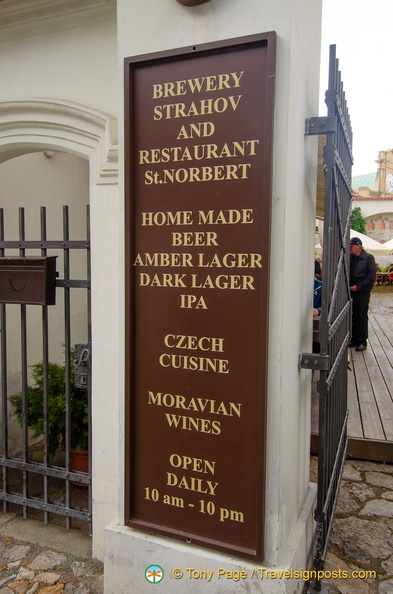 BREWERY
STRAHOV
AND
RESTAURANT
St.NORBERT
HOME MADE
BEER
AMBER LAGER
DARK LAGER
IPA
CZECH
CUISINE
MORAVIAN
WINES
OPEN
DAILY
10 am - 10 pm
© Tony Page / Travelsignposts.com